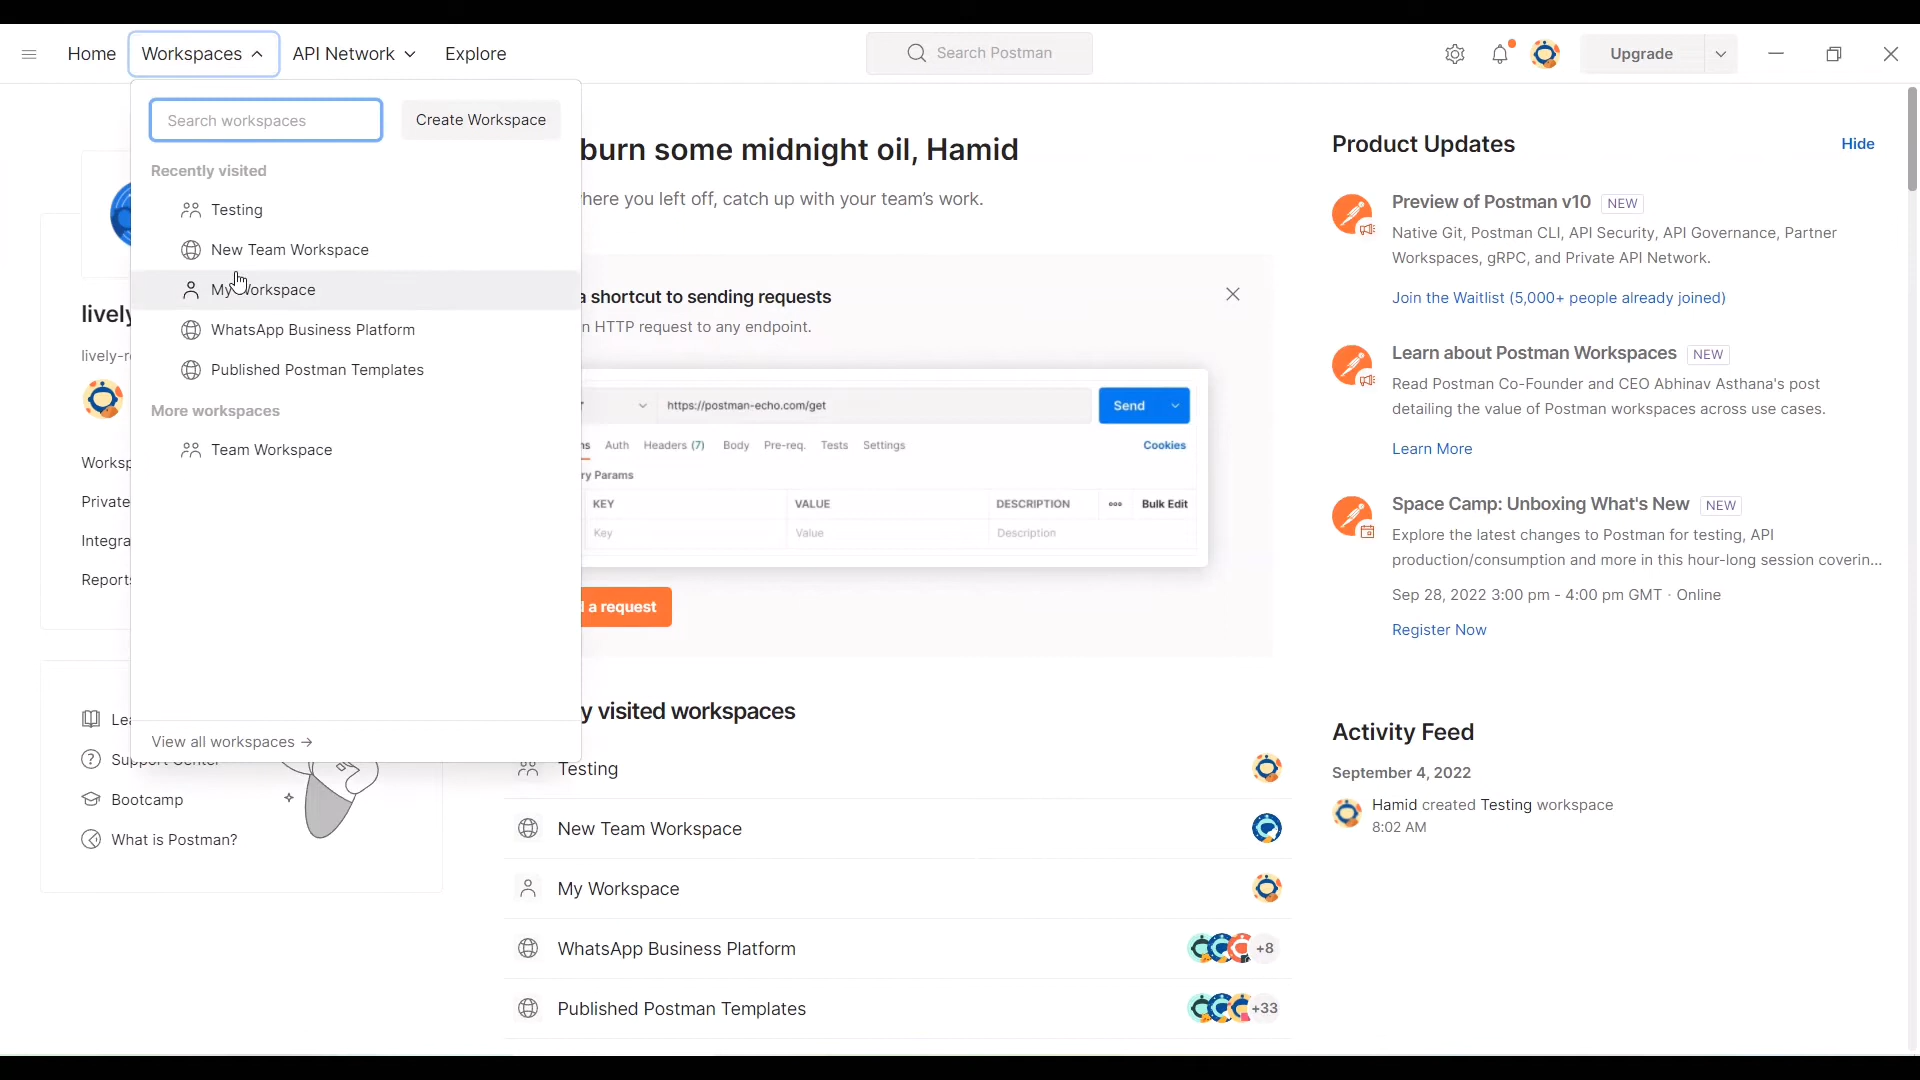 Home
Workspaces
API Network
Explore
Search Postman
Upgrade
Search workspaces
Create Workspace
Recently visited
Testing
New Team Workspace
My Workspace
WhatsApp Business Platform
Published Postman Templates
More workspaces
Team Workspace
View all workspaces →
burn some midnight oil, Hamid
here you left off, catch up with your team's work.
a shortcut to sending requests
HTTP request to any endpoint.
https://postman-echo.com/get
Send
Auth
Headers (7)
Body
Pre-req.
Tests
Settings
Cookies
Params
KEY
VALUE
DESCRIPTION
Bulk Edit
Key
Value
Description
a request
visited workspaces
Testing
New Team Workspace
My Workspace
WhatsApp Business Platform
+8
Published Postman Templates
+33
Bootcamp
What is Postman?
Product Updates
Hide
Preview of Postman v10 NEW
Native Git, Postman CLI, API Security, API Governance, Partner
Workspaces, gRPC, and Private API Network.
Join the Waitlist (5,000+ people already joined)
Learn about Postman Workspaces NEW
Read Postman Co-Founder and CEO Abhinav Asthana's post
detailing the value of Postman workspaces across use cases.
Learn More
Space Camp: Unboxing What's New NEW
Explore the latest changes to Postman for testing, API
production/consumption and more in this hour-long session coverin...
Sep 28, 2022 3:00 pm - 4:00 pm GMT · Online
Register Now
Activity Feed
September 4, 2022
Hamid created Testing workspace
8:02 AM